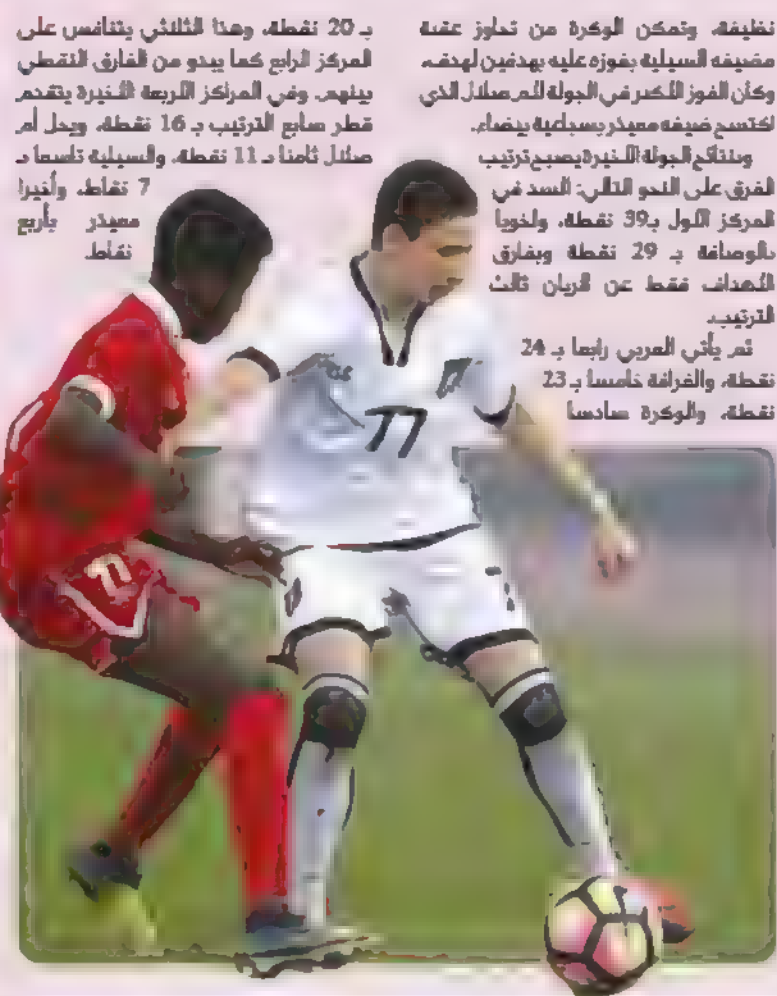 نظيفة، وتمكن الوكرة من تجاوز عقبة
مضيفه السيلية بفوزه عليه بهدفين لهدف،
وكان الفوز الأكبر في الجولة لأم صلال الذي
اكتسح ضيفه معيذر بسباعية بيضاء.
وبنتائج الجولة الأخيرة يصبح ترتيب
الفرق على النحو التالي: السد في
المركز الأول بـ39 نقطة، ولخويا
بالوصافة بـ 29 نقطة وبفارق
الأهداف فقط عن الريان ثالث
الترتيب.
ثم يأتي العربي رابعا بـ 24
نقطة، والغرافة خامسا بـ 23
نقطة، والوكرة سادسا
بـ 20 نقطة، وهذا الثلاثي يتنافس على
المركز الرابع كما يبدو من الفارق النقطي
بينهم. وفي المراكز الأربعة الأخيرة يتقدم
قطر سابع الترتيب بـ 16 نقطة، ويحل أم
صلال ثامنا بـ 11 نقطة، والسيلية تاسعا بـ
7 نقاط، وأخيرا
معيذر بأربع
نقاط.
77
11